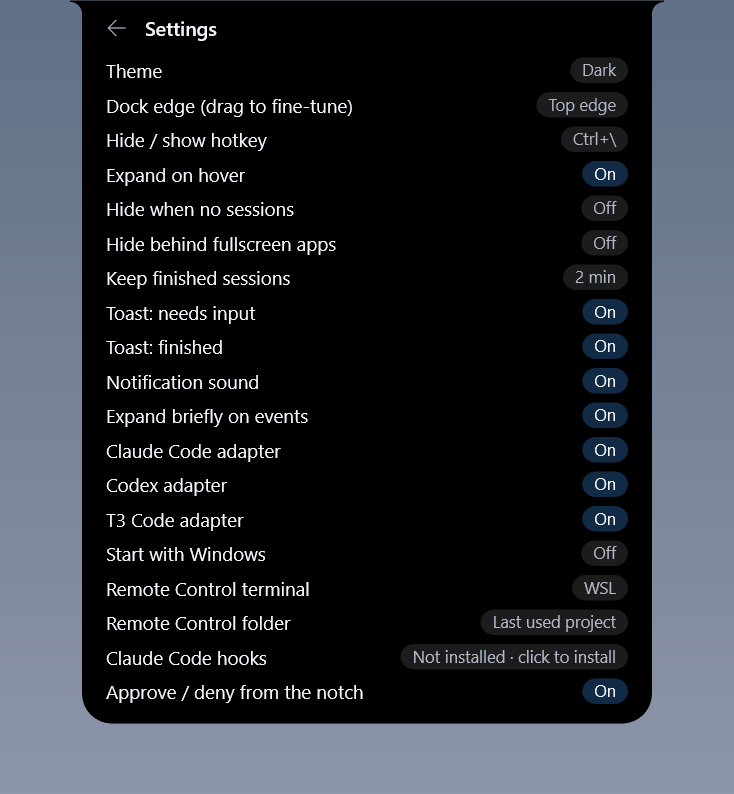 Settings
Theme Dark
Dock edge (drag to fine-tune) Top edge
Hide / show hotkey Ctrl+\
Expand on hover On
Hide when no sessions Off
Hide behind fullscreen apps Off
Keep finished sessions 2 min
Toast: needs input On
Toast: finished On
Notification sound On
Expand briefly on events On
Claude Code adapter On
Codex adapter On
T3 Code adapter On
Start with Windows Off
Remote Control terminal WSL
Remote Control folder Last used project
Claude Code hooks Not installed · click to install
Approve / deny from the notch On